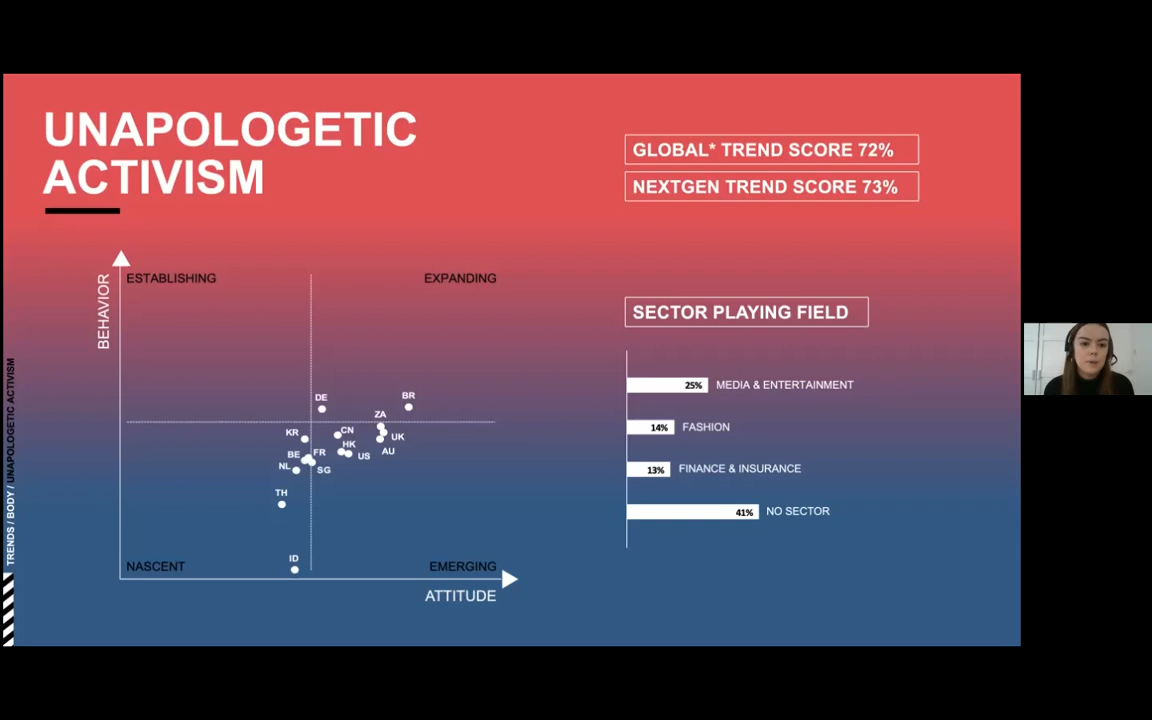 UNAPOLOGETIC
ACTIVISM
GLOBAL* TREND SCORE 72%
NEXTGEN TREND SCORE 73%
BEHAVIOR
ESTABLISHING
EXPANDING
DE
BR
ZA
KR
CN
UK
HK
BE
FR
US
AU
NL
SG
TH
ID
NASCENT
EMERGING
ATTITUDE
SECTOR PLAYING FIELD
25% MEDIA & ENTERTAINMENT
14% FASHION
13% FINANCE & INSURANCE
41% NO SECTOR
TRENDS / BODY / UNAPOLOGETIC ACTIVISM